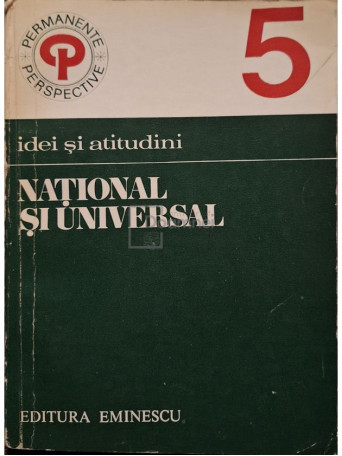 PERMANENTE
PERSPECTIVE
5
idei și atitudini
NAȚIONAL
ȘI UNIVERSAL
EDITURA EMINESCU